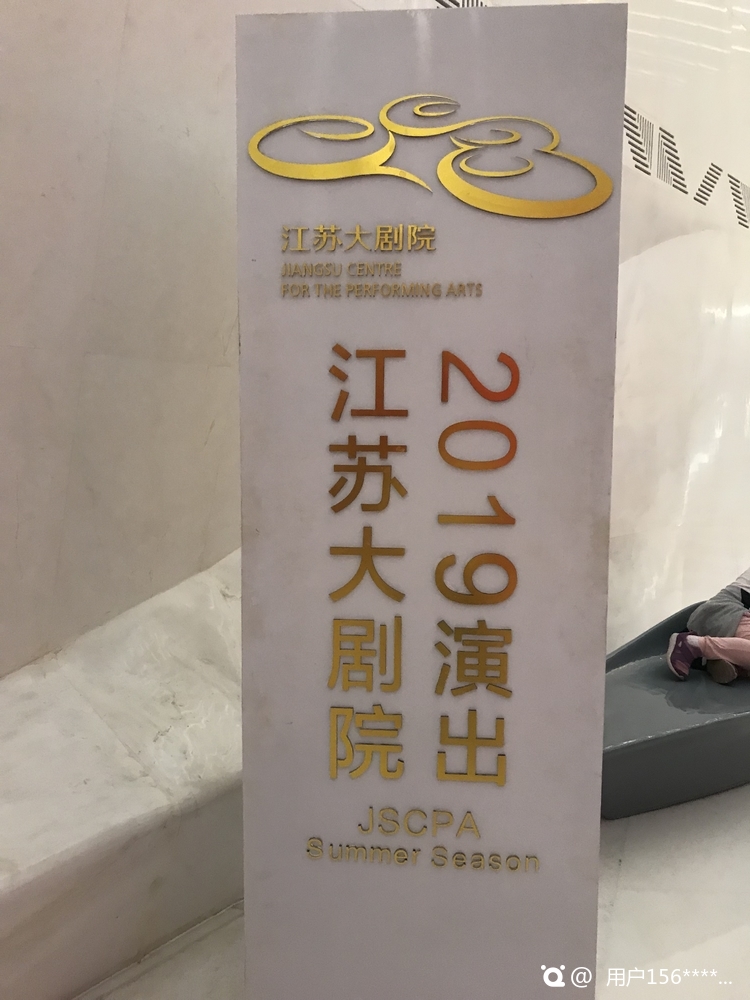 江苏大剧院
JIANGSU CENTRE
FOR THE PERFORMING ARTS
2019演出
江苏大剧院
JSCPA
Summer Season
@ 用户156****...